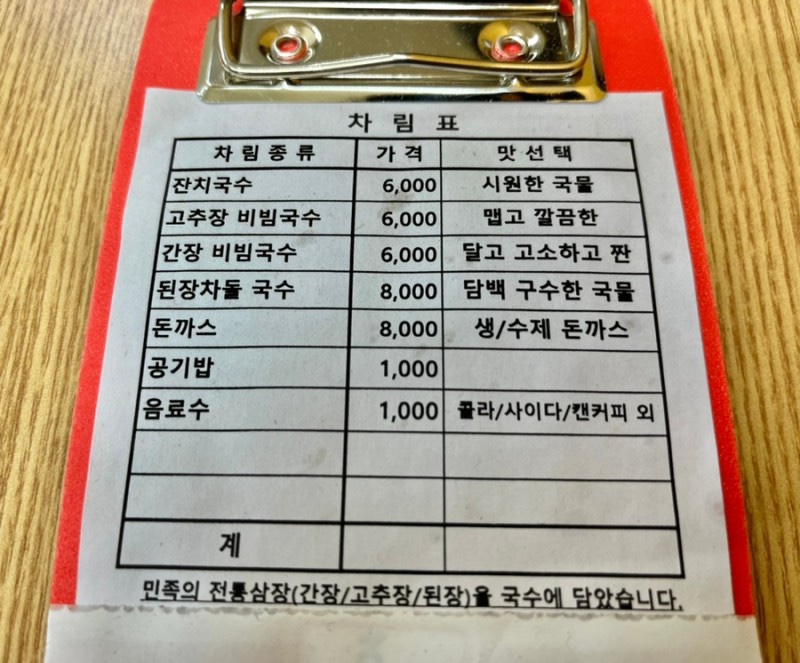 차 림 표
차 림 종 류 가 격 맛 선 택
잔치국수 6,000 시원한 국물
고추장 비빔국수 6,000 맵고 깔끔한
간장 비빔국수 6,000 달고 고소하고 짠
된장차돌 국수 8,000 담백 구수한 국물
돈까스 8,000 생/수제 돈까스
공기밥 1,000
음료수 1,000 콜라/사이다/캔커피 외
계
민족의 전통삼장(간장/고추장/된장)을 국수에 담았습니다.